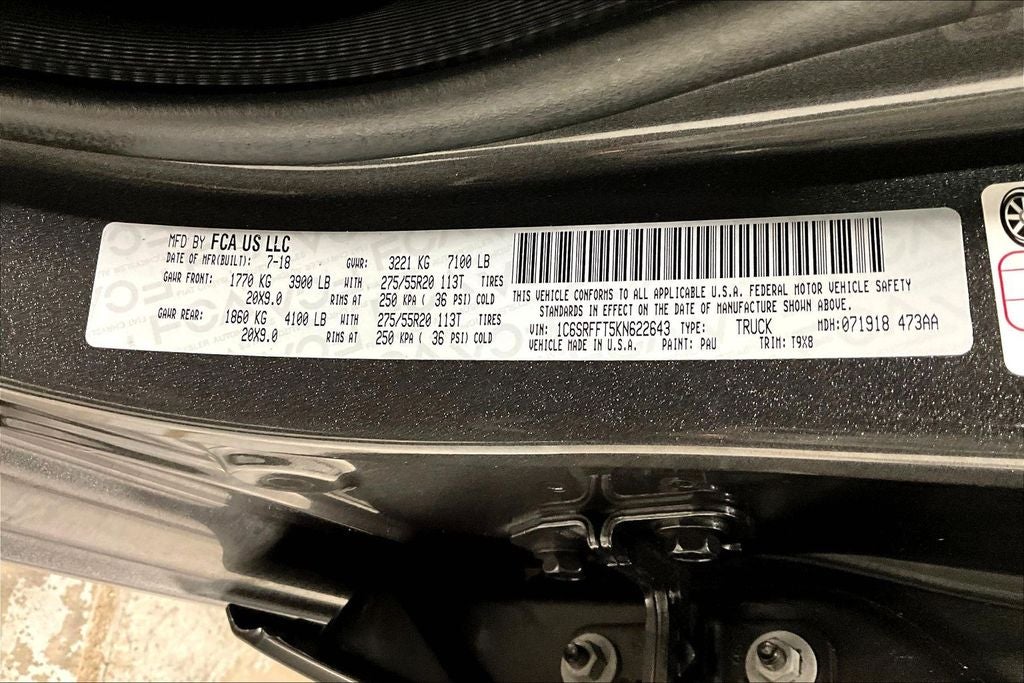 MFD BY FCA US LLC
DATE OF MFR(BUILT): 7-18 GVWR: 3221 KG 7100 LB
GAWR FRONT: 1770 KG 3900 LB WITH 275/55R20 113T TIRES
20X9.0 RIMS AT 250 KPA ( 36 PSI) COLD
GAWR REAR: 1860 KG 4100 LB WITH 275/55R20 113T TIRES
20X9.0 RIMS AT 250 KPA ( 36 PSI) COLD
THIS VEHICLE CONFORMS TO ALL APPLICABLE U.S.A. FEDERAL MOTOR VEHICLE SAFETY
STANDARDS IN EFFECT ON THE DATE OF MANUFACTURE SHOWN ABOVE.
VIN: 1C6SRFFT5KN622643 TYPE: TRUCK MDH: 071918 473AA
VEHICLE MADE IN U.S.A. PAINT: PAU TRIM: T9X8